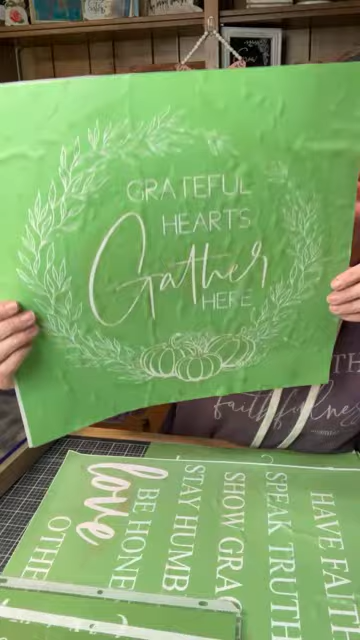 GRATEFUL
HEARTS
Gather
HERE
faithfulness
HAVE FAITH
SPEAK TRUTH
SHOW GRA
STAY HUMB
BE HONE
love
OTHE